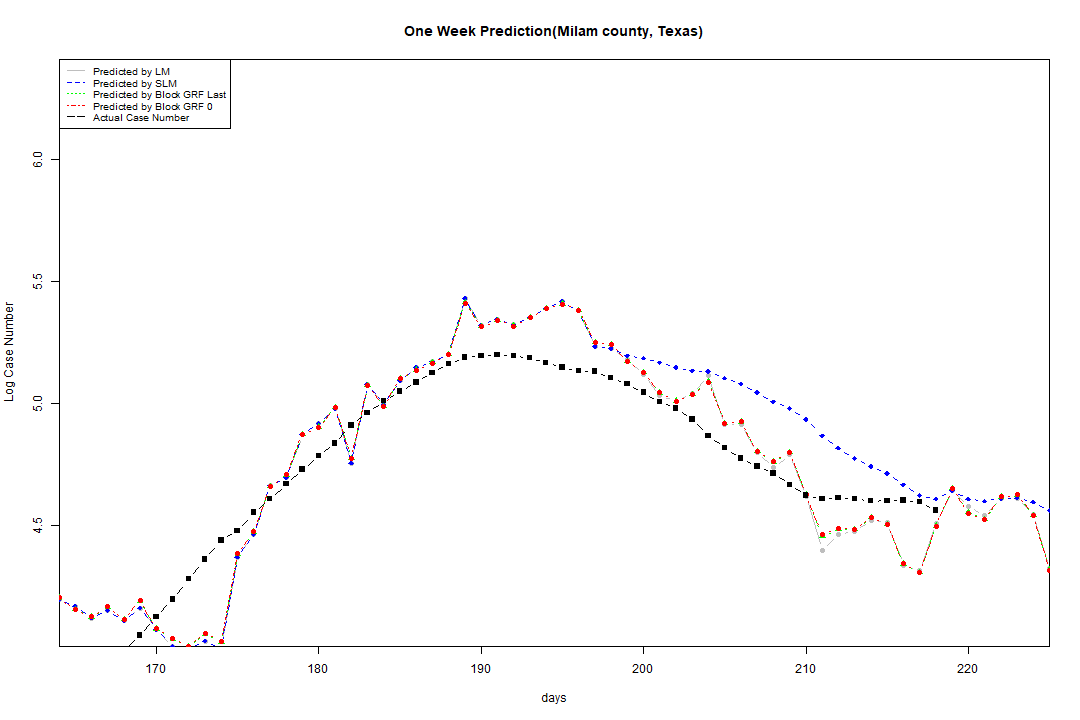 One Week Prediction(Milam county, Texas)
Predicted by LM
Predicted by SLM
Predicted by Block GRF Last
Predicted by Block GRF 0
Actual Case Number
6.0
5.5
5.0
4.5
Log Case Number
170 180 190 200 210 220
days